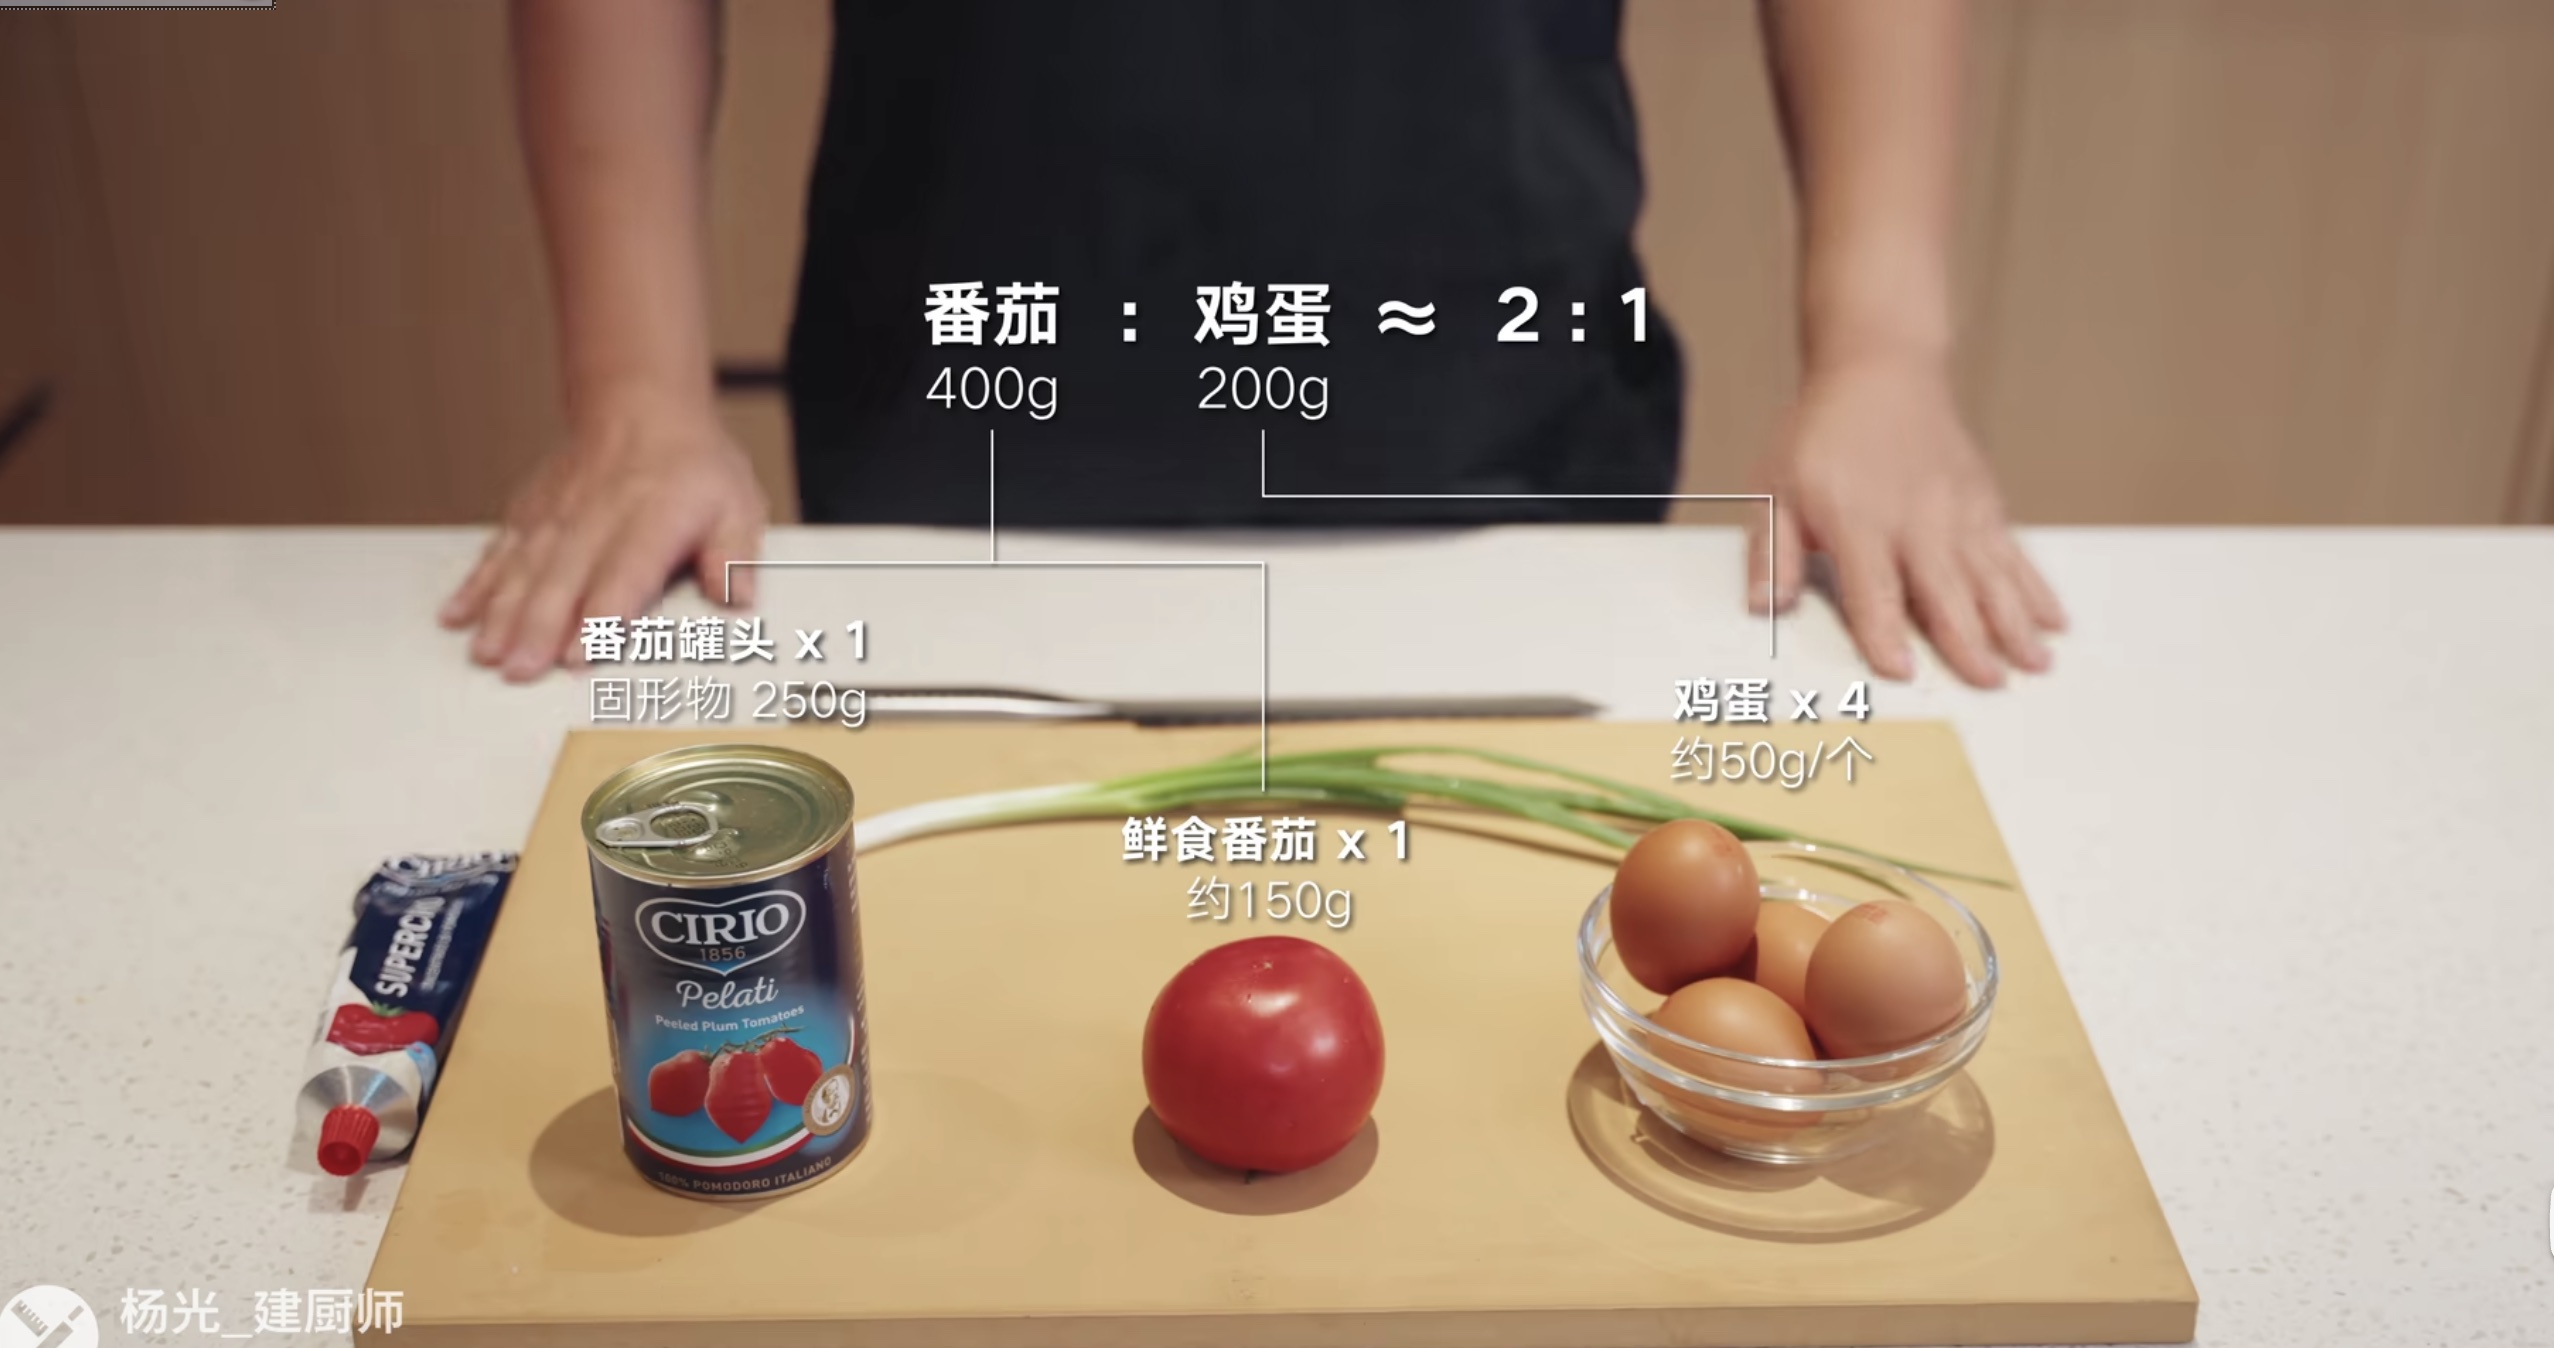 番茄 : 鸡蛋 ≈ 2 : 1
400g 200g
番茄罐头 x 1
固形物 250g
鸡蛋 x 4
约50g/个
鲜食番茄 x 1
约150g
CIRIO
1856
Pelati
Peeled Plum Tomatoes
100% POMODORO ITALIANO
杨光_建厨师